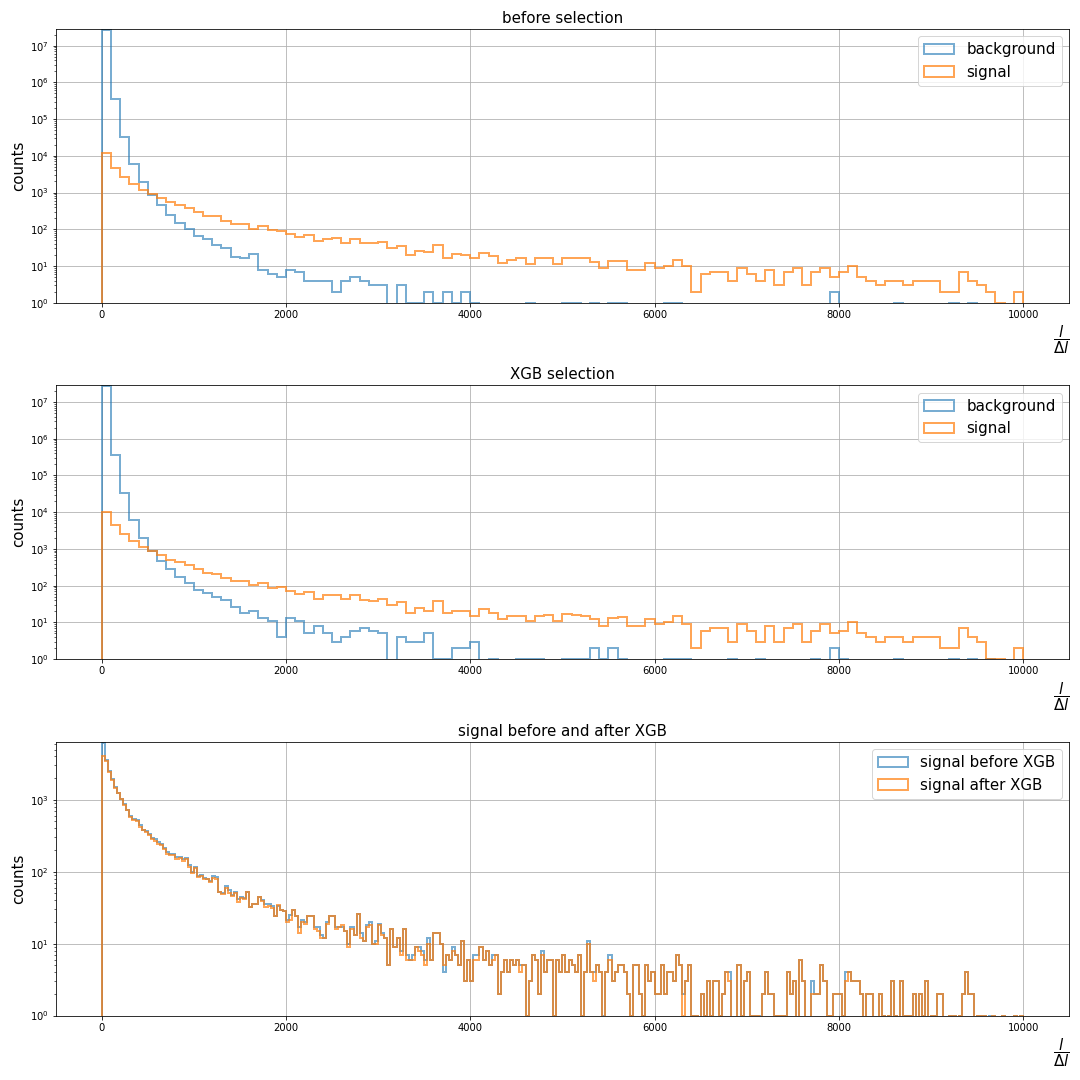 before selection
10⁷
10⁶
10⁵
10⁴
10³
10²
10¹
10⁰
counts
background
signal
0 2000 4000 6000 8000 10000
l
Δl
XGB selection
10⁷
10⁶
10⁵
10⁴
10³
10²
10¹
10⁰
counts
background
signal
0 2000 4000 6000 8000 10000
l
Δl
signal before and after XGB
10³
10²
10¹
10⁰
counts
signal before XGB
signal after XGB
0 2000 4000 6000 8000 10000
l
Δl